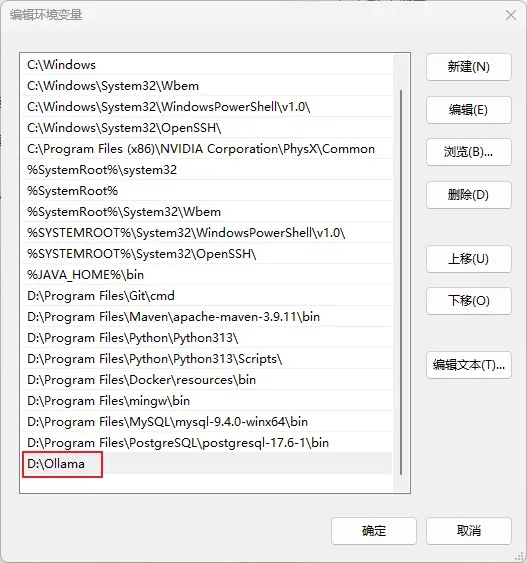 编辑环境变量
C:\Windows
C:\Windows\System32\Wbem
C:\Windows\System32\WindowsPowerShell\v1.0\
C:\Windows\System32\OpenSSH\
C:\Program Files (x86)\NVIDIA Corporation\PhysX\Common
%SystemRoot%\system32
%SystemRoot%
%SystemRoot%\System32\Wbem
%SYSTEMROOT%\System32\WindowsPowerShell\v1.0\
%SYSTEMROOT%\System32\OpenSSH\
%JAVA_HOME%\bin
D:\Program Files\Git\cmd
D:\Program Files\Maven\apache-maven-3.9.11\bin
D:\Program Files\Python\Python313\
D:\Program Files\Python\Python313\Scripts\
D:\Program Files\Docker\resources\bin
D:\Program Files\mingw\bin
D:\Program Files\MySQL\mysql-9.4.0-winx64\bin
D:\Program Files\PostgreSQL\postgresql-17.6-1\bin
D:\Ollama
新建(N)
编辑(E)
浏览(B)...
删除(D)
上移(U)
下移(O)
编辑文本(T)...
确定
取消